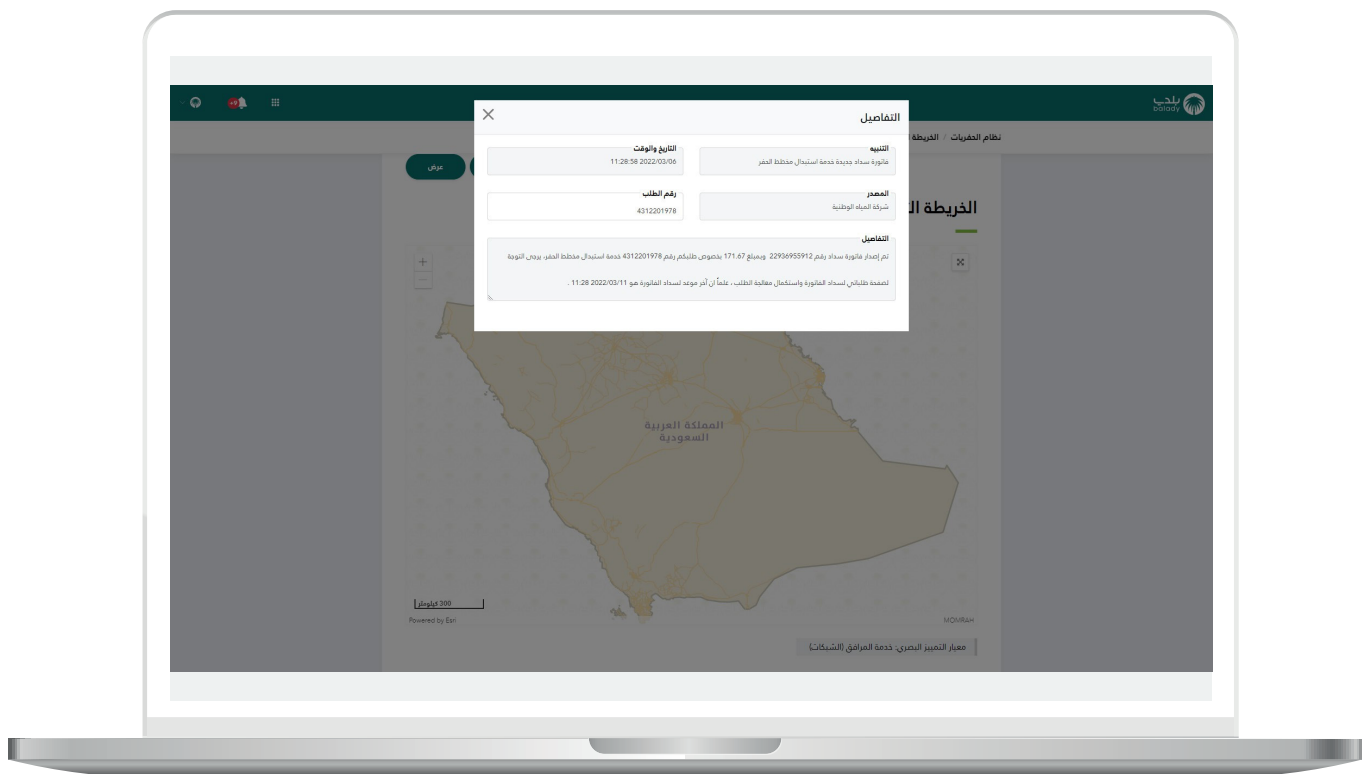 بلدي
balady
نظام الحفريات / الخريطة ا
عرض
الخريطة ال
التفاصيل
التنبيه
فاتورة سداد جديدة خدمة استبدال مخطط الحفر
التاريخ والوقت
2022/03/06 11:28:58
المصدر
شركة المياه الوطنية
رقم الطلب
4312201978
التفاصيل
تم إصدار فاتورة سداد رقم 22936955912 وبمبلغ 171.67 بخصوص طلبكم رقم 4312201978 خدمة استبدال مخطط الحفر، يرجى التوجة
لصفحة طلباتي لسداد الفاتورة واستكمال معالجة الطلب ، علماً ان آخر موعد لسداد الفاتورة هو 2022/03/11 11:28 .
المملكة العربية
السعودية
300 كيلومتر
Powered by Esri
MOMRAH
معيار التمييز البصري: خدمة المرافق (الشبكات)